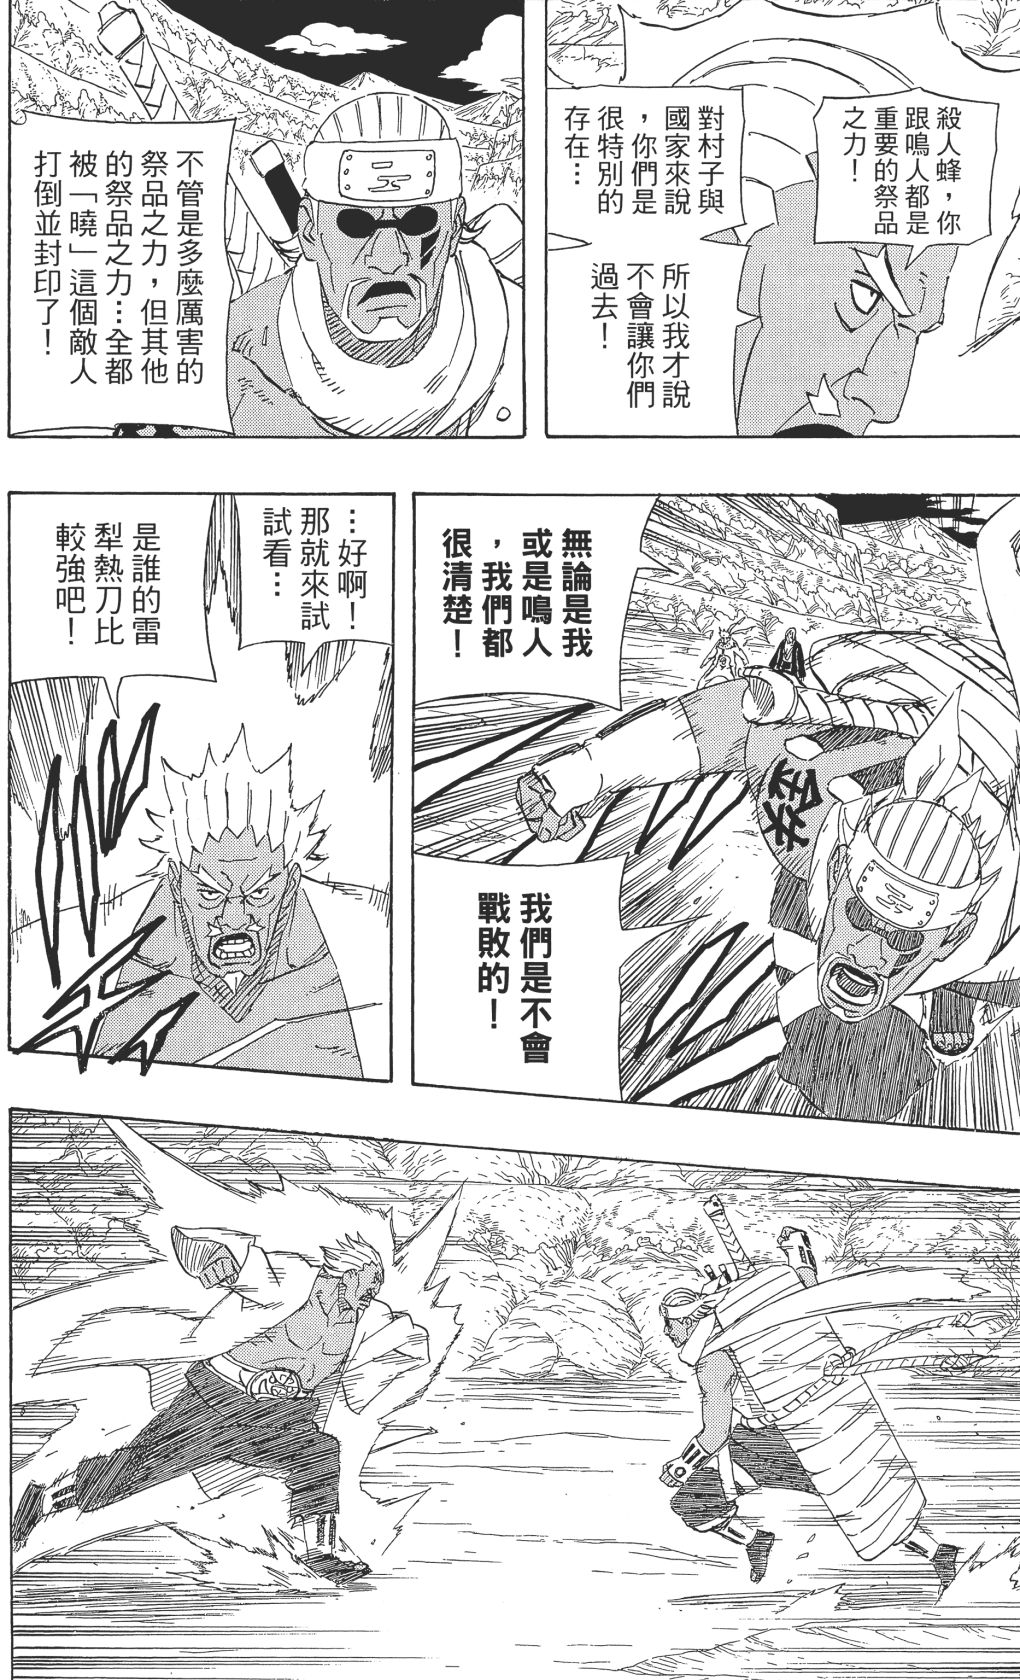 殺人蜂，你
跟鳴人都是
重要的祭品
之力！
對村子與
國家來說
，你們是
很特別的
存在…
所以我才說
不會讓你們
過去！
不管是多麼厲害的
祭品之力，但其他
的祭品之力…全都
被「曉」這個敵人
打倒並封印了！
無論是我
或是鳴人
，我們都
很清楚！
鉄
我們是不會
戰敗的！
…好啊！
那就來試
試看…
是誰的雷
犁熱刀比
較強吧！